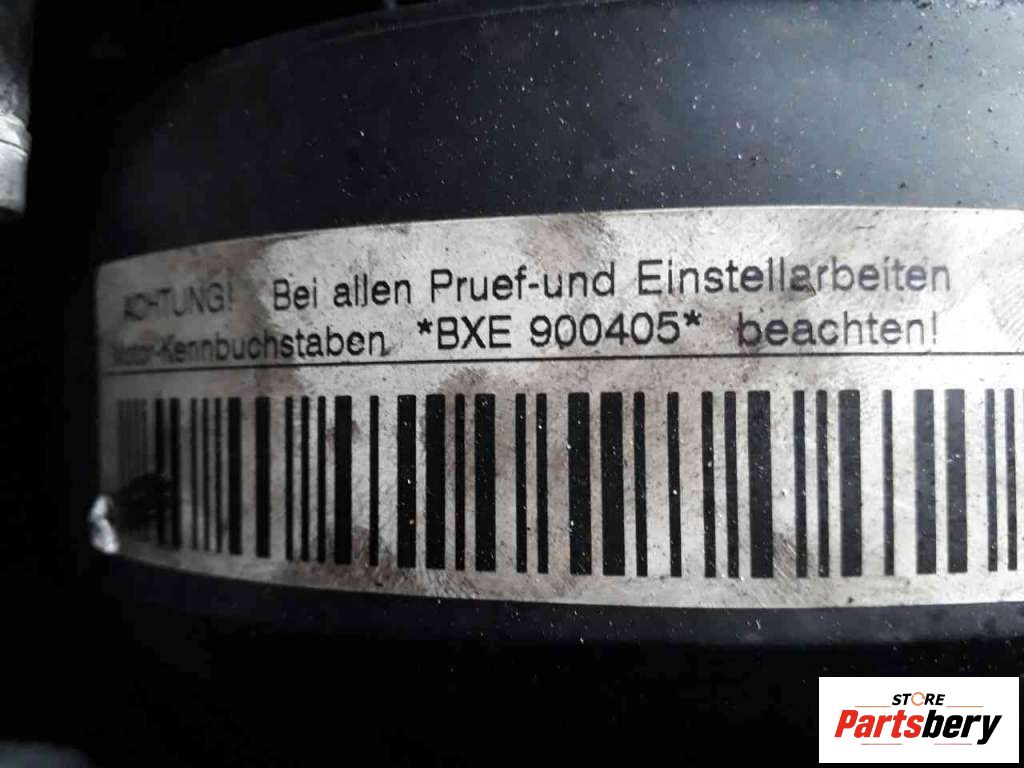 ACHTUNG! Bei allen Pruef-und Einstellarbeiten
Motor-Kennbuchstaben *BXE 900405* beachten!
STORE
Partsbery